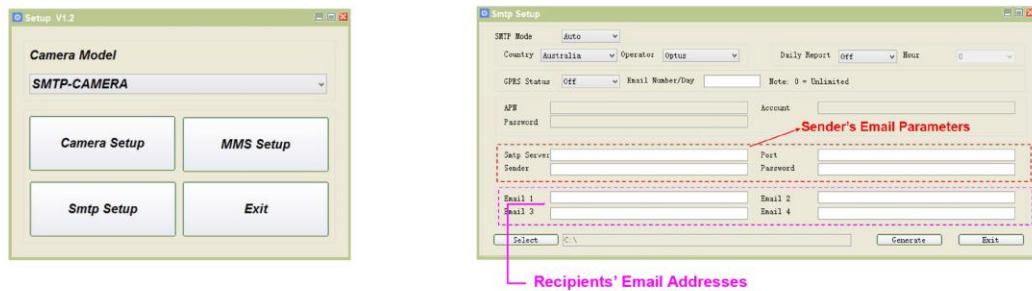 Setup V1.2
Camera Model
SMTP-CAMERA
Camera Setup
MMS Setup
Smtp Setup
Exit
Smtp Setup
SMTP Mode Auto
Country Australia Operator Optus Daily Report Off Hour 0
GPRS Status Off Email Number/Day Note: 0 = Unlimited
APN Account
Password
Sender's Email Parameters
Smtp Server Port
Sender Password
Email 1 Email 2
Email 3 Email 4
Select C:\ Generate Exit
Recipients' Email Addresses